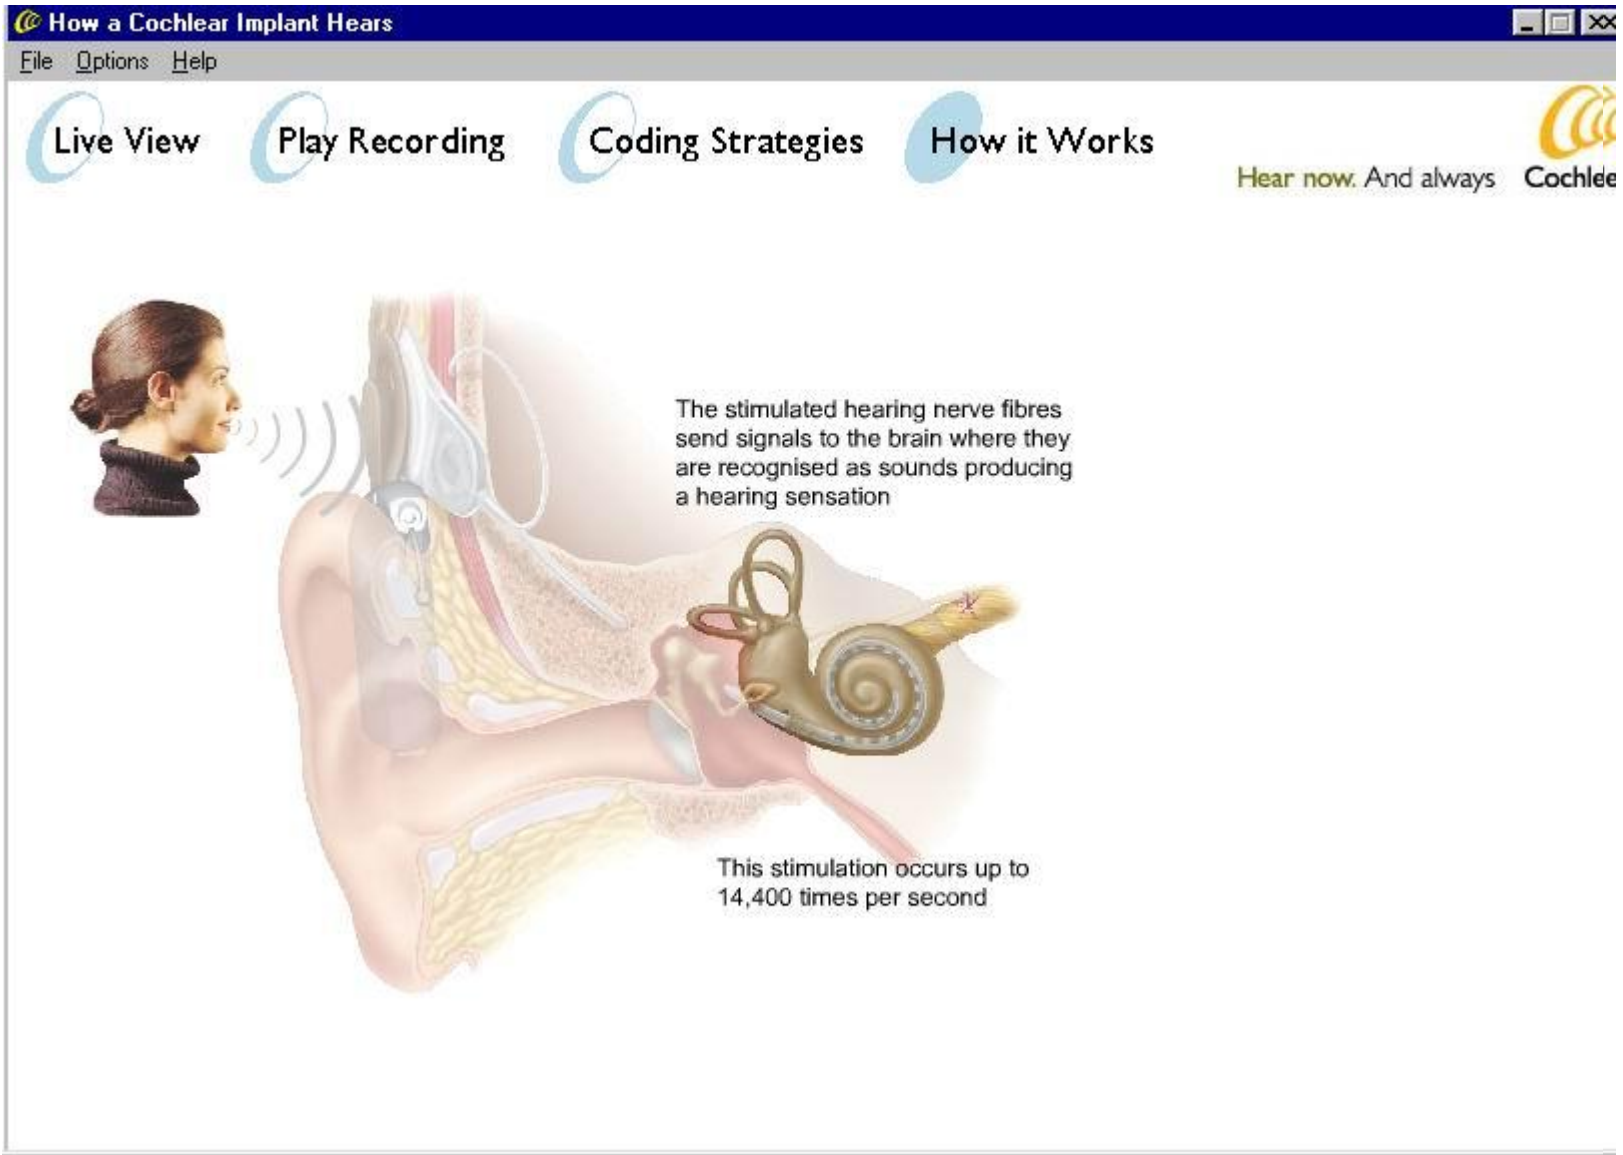 How a Cochlear Implant Hears
File Options Help
Live View Play Recording Coding Strategies How it Works
Hear now. And always
The stimulated hearing nerve fibres
send signals to the brain where they
are recognised as sounds producing
a hearing sensation
This stimulation occurs up to
14,400 times per second